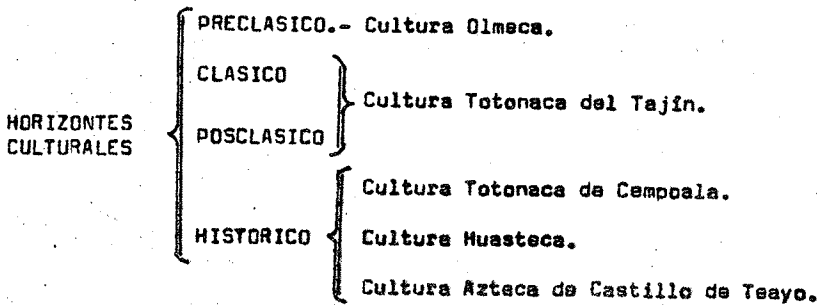 PRECLASICO.- Cultura Olmeca.
CLASICO
Cultura Totonaca del Tajín.
HORIZONTES
CULTURALES
POSCLASICO
Cultura Totonaca de Cempoala.
HISTORICO
Cultura Huasteca.
Cultura Azteca de Castillo de Teayo.